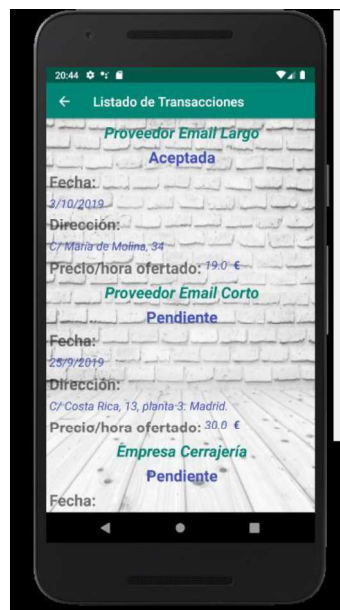 20:44
Listado de Transacciones
Proveedor Email Largo
Aceptada
Fecha:
3/10/2019
Dirección:
C/ María de Molina, 34
Precio/hora ofertado: 19.0 €
Proveedor Email Corto
Pendiente
Fecha:
25/9/2019
Dirección:
C/ Costa Rica, 13, planta 3. Madrid.
Precio/hora ofertado: 30.0 €
Empresa Cerrajería
Pendiente
Fecha: